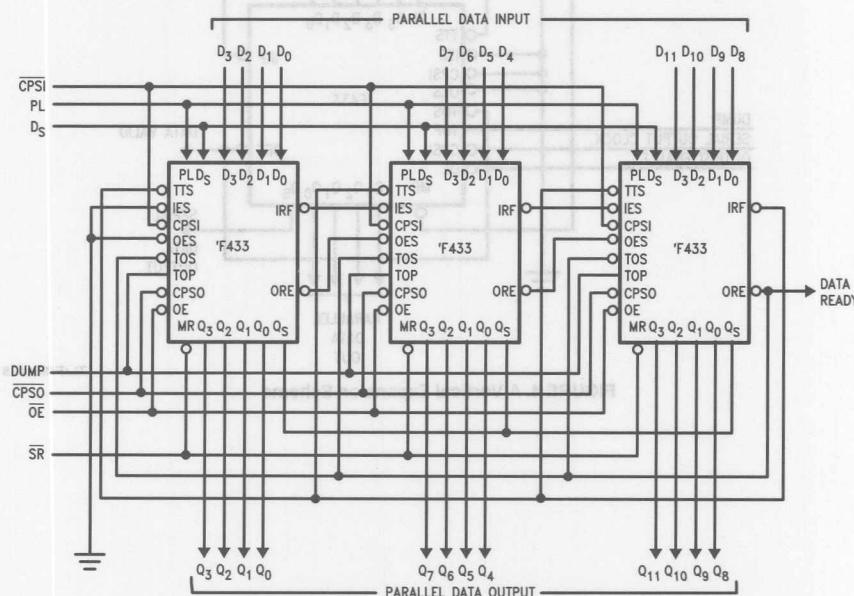 PARALLEL DATA INPUT
D3 D2 D1 D0
D7 D6 D5 D4
D11 D10 D9 D8
CPSI
PL
DS
PL DS D3 D2 D1 D0
TTS
IES
CPSI
OES
TOS
TOP
CPSO
OE
IRF
'F433
ORE
MR Q3 Q2 Q1 Q0 QS
PL DS D3 D2 D1 D0
TTS
IES
CPSI
OES
TOS
TOP
CPSO
OE
IRF
'F433
ORE
MR Q3 Q2 Q1 Q0 QS
PL DS D3 D2 D1 D0
TTS
IES
CPSI
OES
TOS
TOP
CPSO
OE
IRF
'F433
ORE
MR Q3 Q2 Q1 Q0 QS
DATA
READY
DUMP
CPSO
OE
SR
Q3 Q2 Q1 Q0
Q7 Q6 Q5 Q4
Q11 Q10 Q9 Q8
PARALLEL DATA OUTPUT